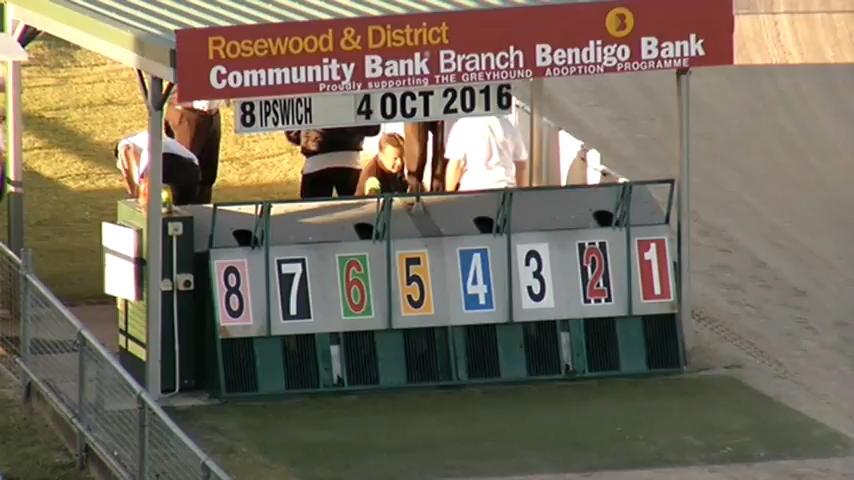 Rosewood & District
Community Bank® Branch Bendigo Bank
Proudly supporting THE GREYHOUND ADOPTION PROGRAMME
8 IPSWICH 4 OCT 2016
8 7 6 5 4 3 2 1